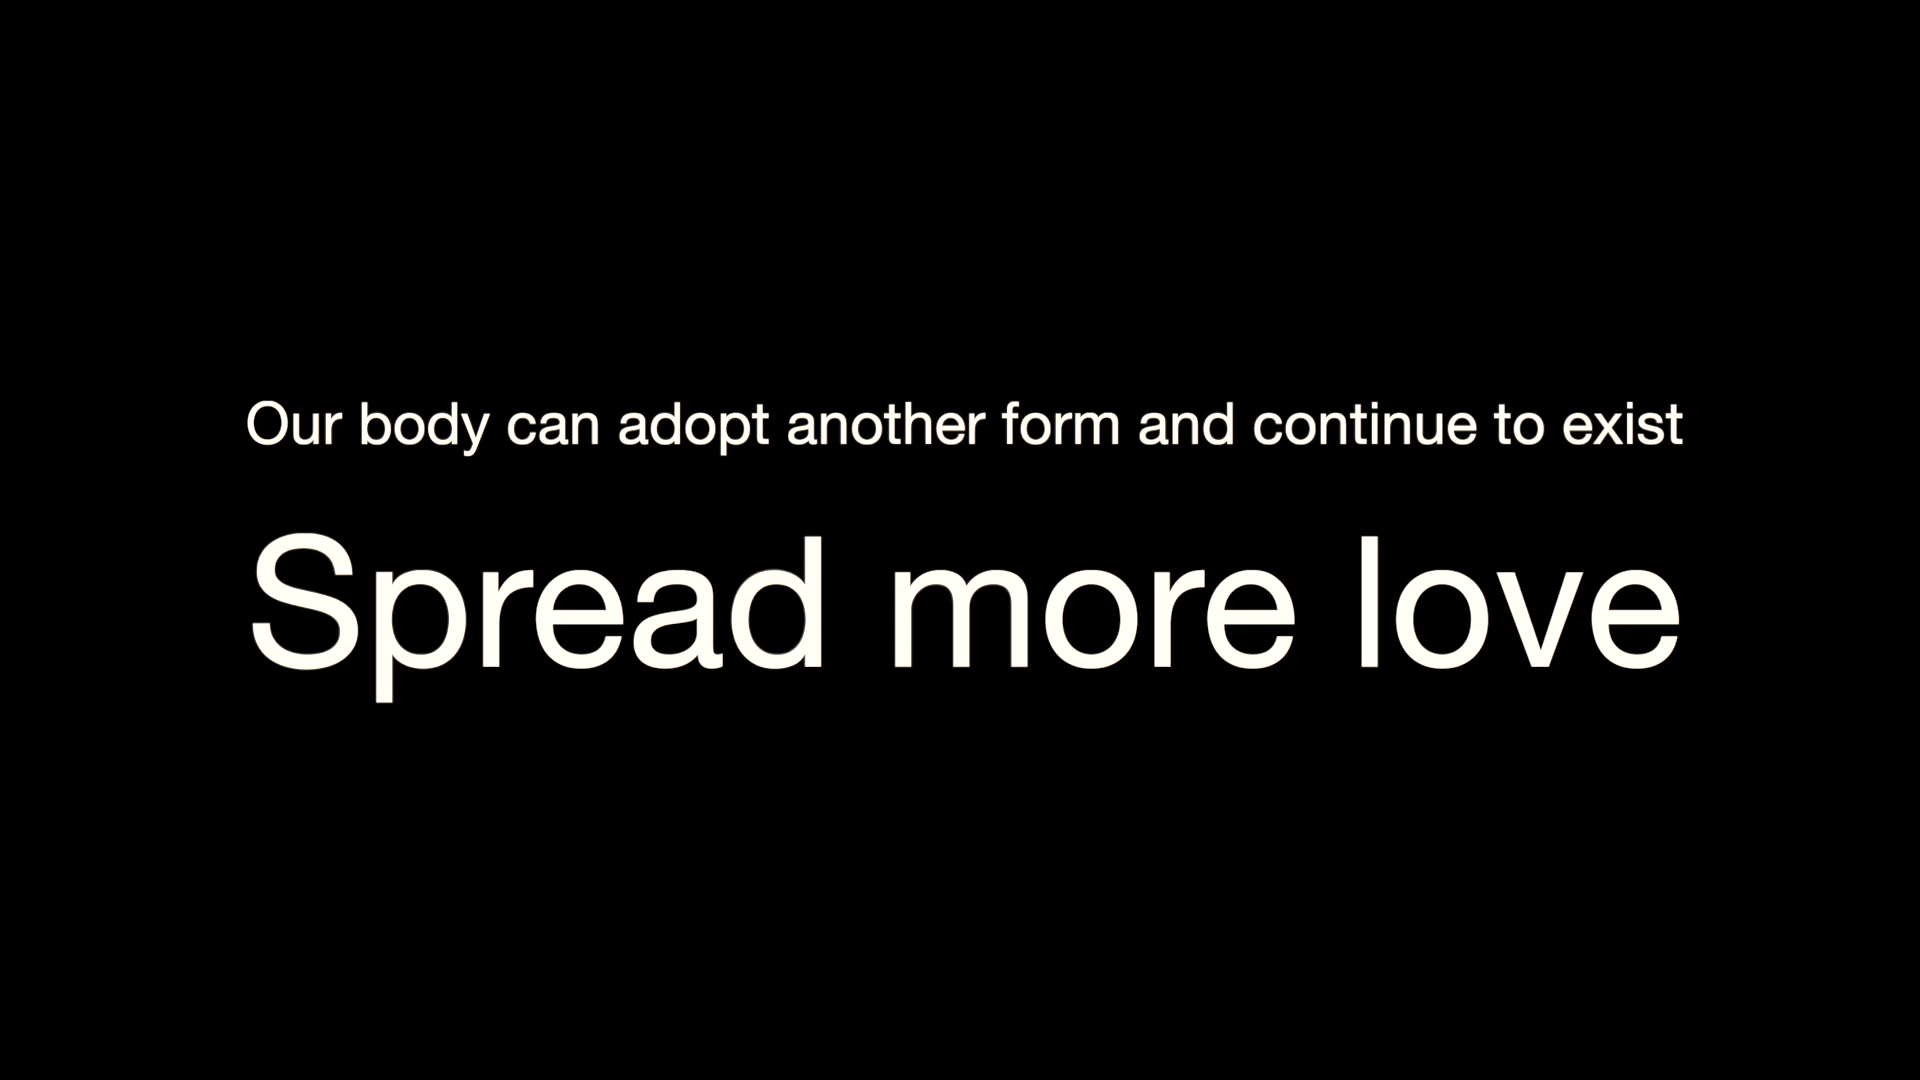 Our body can adopt another form and continue to exist
Spread more love